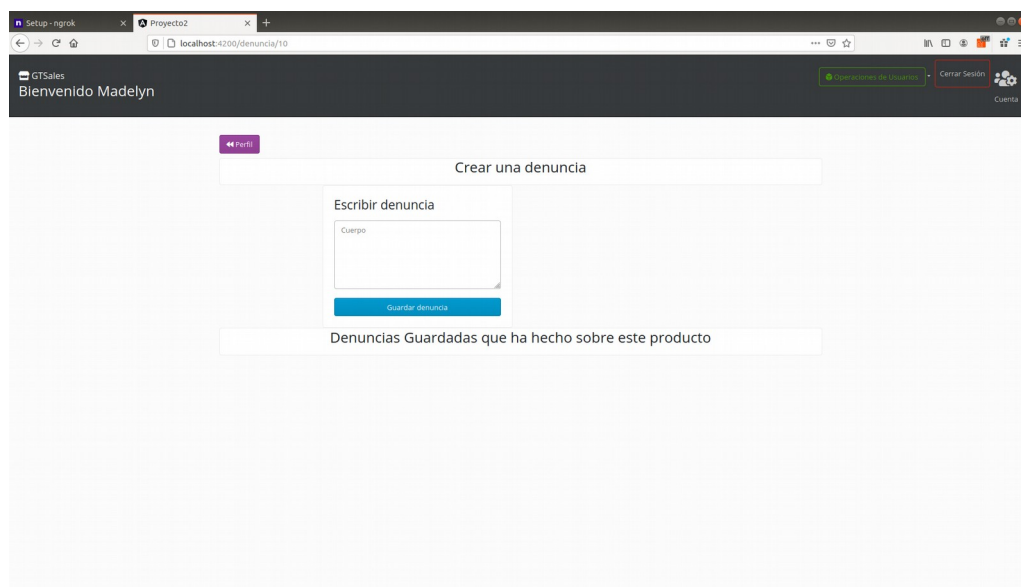 Setup - ngrok
Proyecto2
localhost:4200/denuncia/10
GTSales
Bienvenido Madelyn
Operaciones de Usuarios
Cerrar Sesión
Cuenta
Perfil
Crear una denuncia
Escribir denuncia
Cuerpo
Guardar denuncia
Denuncias Guardadas que ha hecho sobre este producto